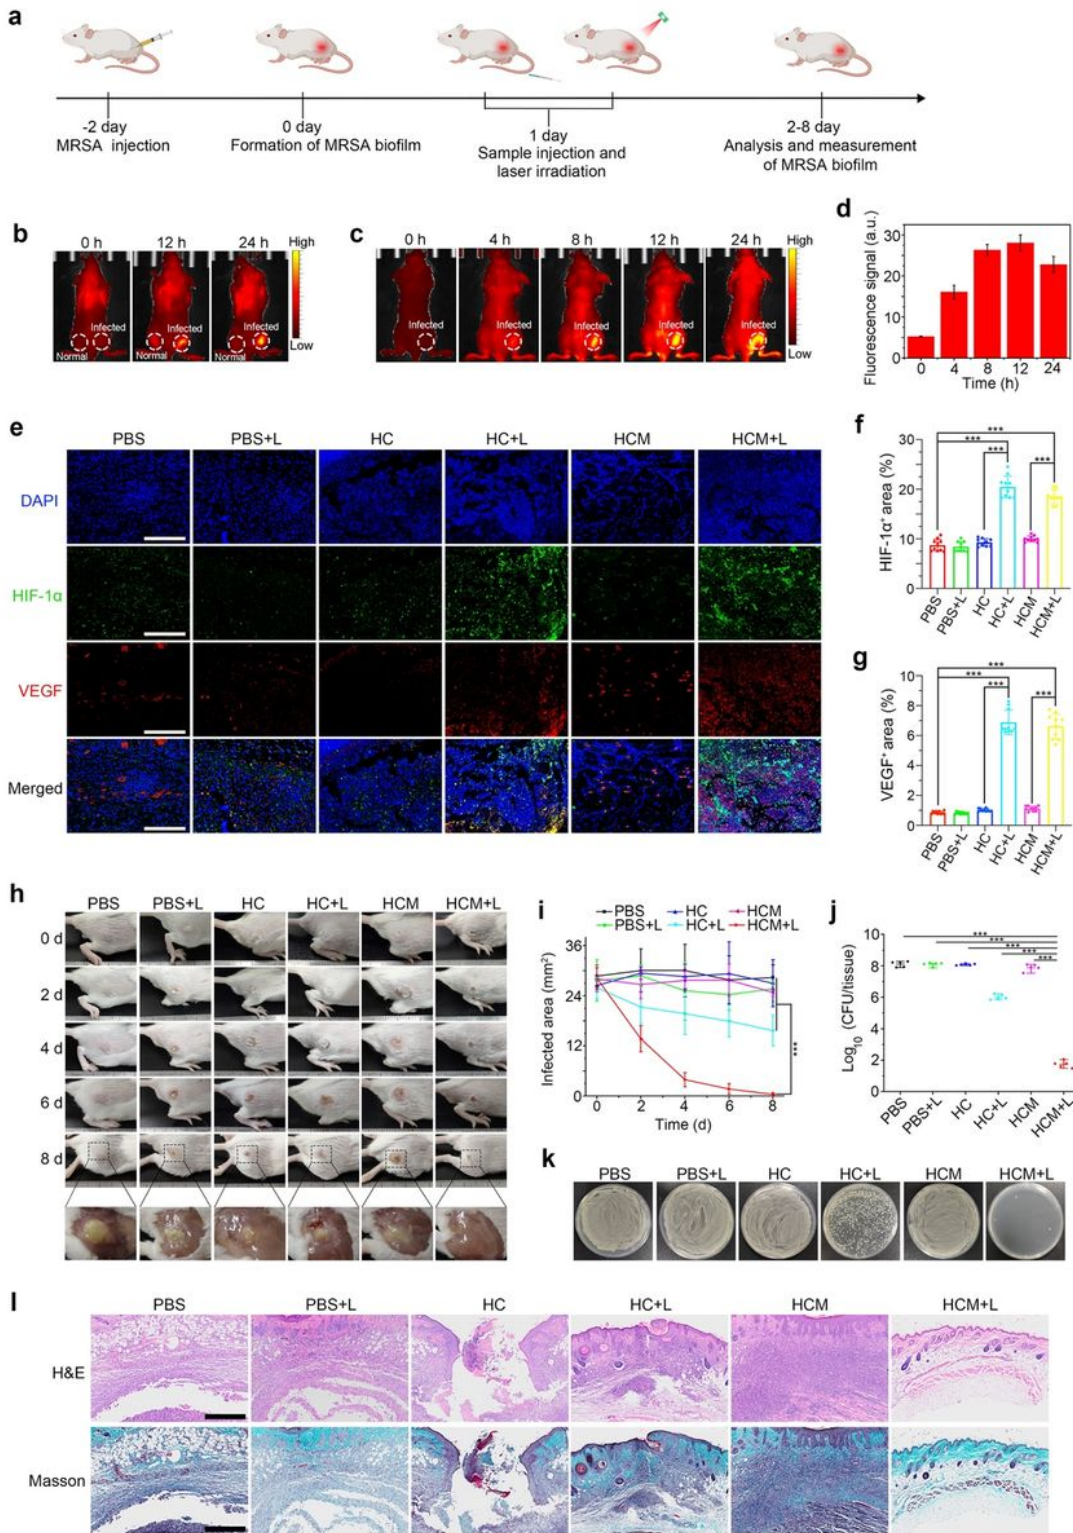 a
-2 day
MRSA injection
0 day
Formation of MRSA biofilm
1 day
Sample injection and
laser irradiation
2-8 day
Analysis and measurement
of MRSA biofilm
b
0 h 12 h 24 h
High
Infected Infected Infected
Normal Normal Normal
Low
c
0 h 4 h 8 h 12 h 24 h
High
Infected Infected Infected Infected Infected
Low
d
Fluorescence signal (a.u.)
30
20
10
0
0 4 8 12 24
Time (h)
e
PBS PBS+L HC HC+L HCM HCM+L
DAPI
HIF-1α
VEGF
Merged
f
HIF-1α⁺ area (%)
30
20
10
0
*** *** *** ***
PBS PBS+L HC HC+L HCM HCM+L
g
VEGF⁺ area (%)
10
8
6
4
2
0
*** *** *** ***
PBS PBS+L HC HC+L HCM HCM+L
h
PBS PBS+L HC HC+L HCM HCM+L
0 d
2 d
4 d
6 d
8 d
i
PBS HC HCM
PBS+L HC+L HCM+L
Infected area (mm²)
36
24
12
0
***
0 2 4 6 8
Time (d)
j
Log₁₀ (CFU/tissue)
10
8
6
4
2
0
*** *** *** *** ***
PBS PBS+L HC HC+L HCM HCM+L
k
PBS PBS+L HC HC+L HCM HCM+L
l
PBS PBS+L HC HC+L HCM HCM+L
H&E
Masson